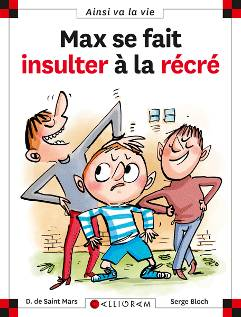 Ainsi va la vie
Max se fait
insulter à la récré
D. de Saint Mars
CALLIGRAM
Serge Bloch